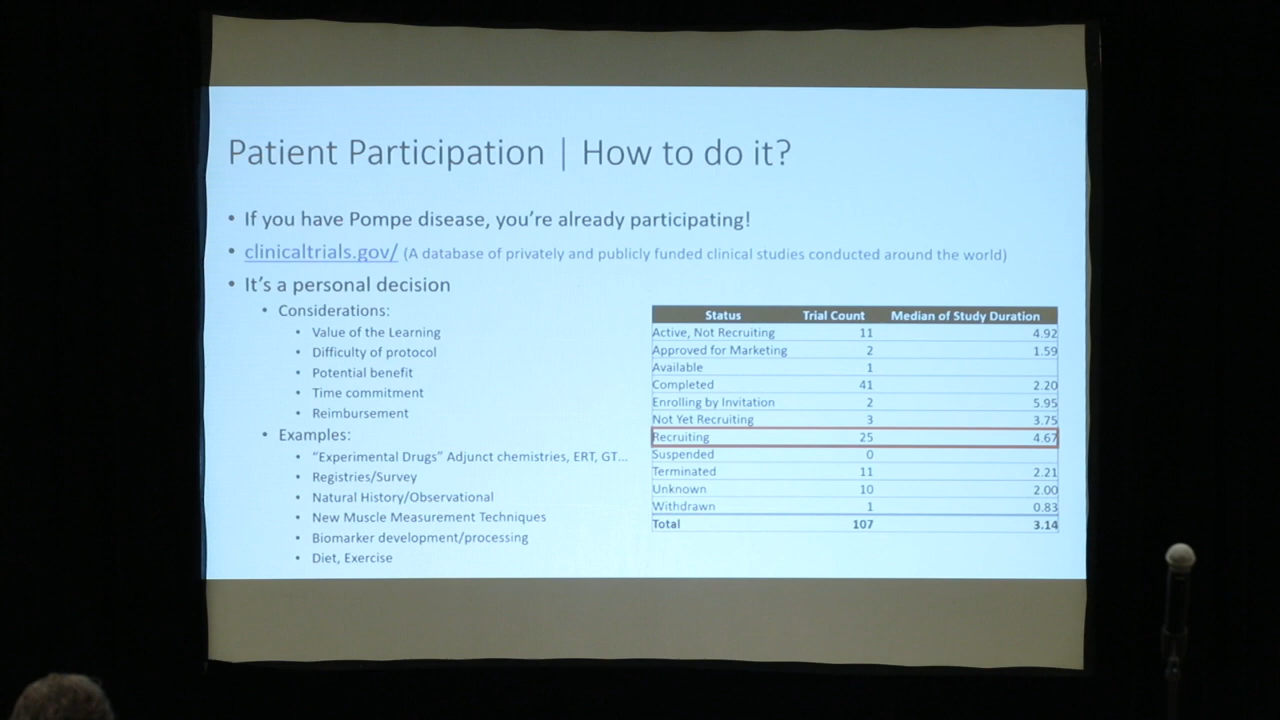 Patient Participation | How to do it?
• If you have Pompe disease, you're already participating!
• clinicaltrials.gov/ (A database of privately and publicly funded clinical studies conducted around the world)
• It's a personal decision
• Considerations:
• Value of the Learning
• Difficulty of protocol
• Potential benefit
• Time commitment
• Reimbursement
• Examples:
• "Experimental Drugs" Adjunct chemistries, ERT, GT...
• Registries/Survey
• Natural History/Observational
• New Muscle Measurement Techniques
• Biomarker development/processing
• Diet, Exercise
Status Trial Count Median of Study Duration
Active, Not Recruiting 11 4.92
Approved for Marketing 2 1.59
Available 1
Completed 41 2.20
Enrolling by Invitation 2 5.95
Not Yet Recruiting 3 3.75
Recruiting 25 4.67
Suspended 0
Terminated 11 2.21
Unknown 10 2.00
Withdrawn 1 0.83
Total 107 3.14